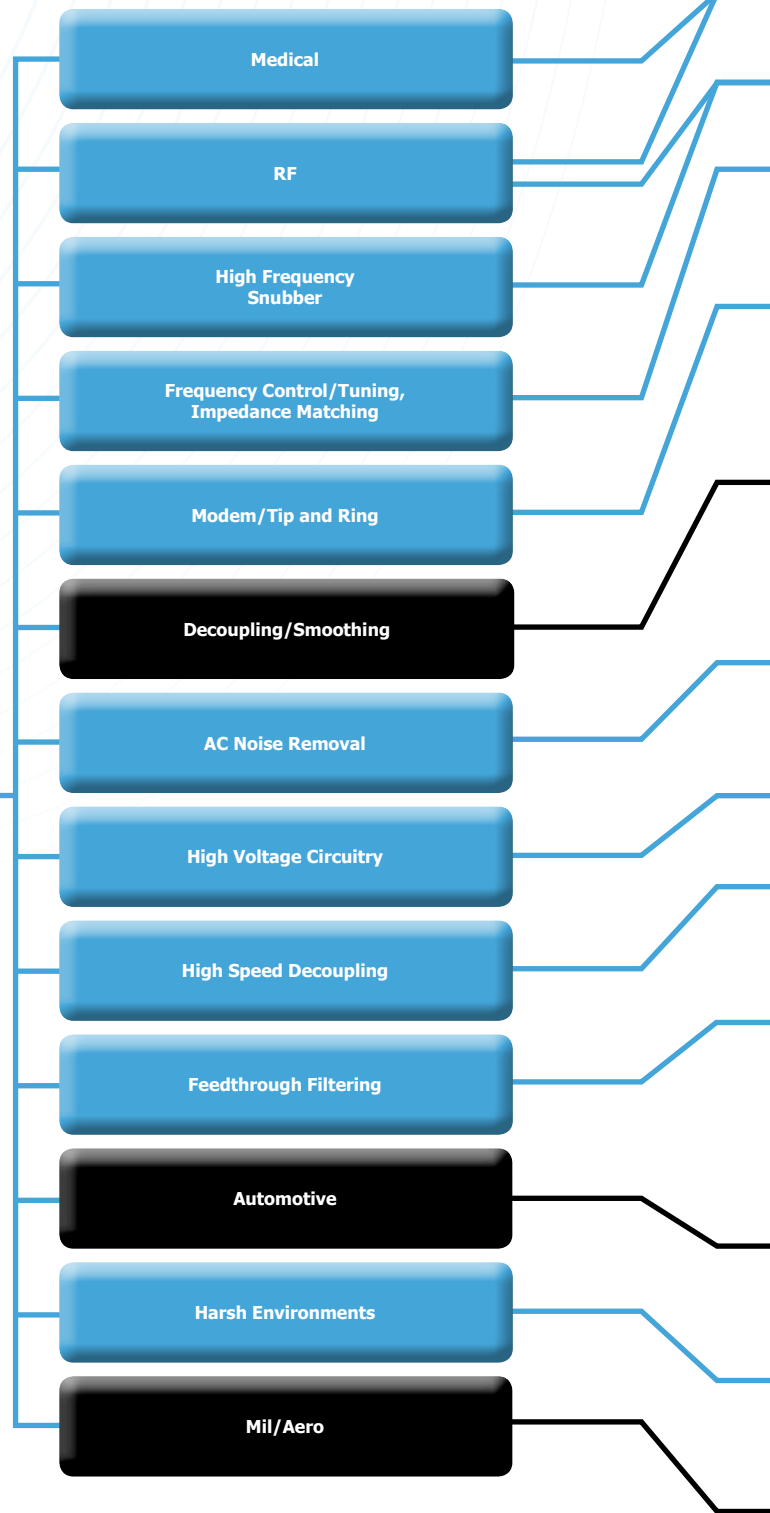 Medical
RF
High Frequency
Snubber
Frequency Control/Tuning,
Impedance Matching
Modem/Tip and Ring
Decoupling/Smoothing
AC Noise Removal
High Voltage Circuitry
High Speed Decoupling
Feedthrough Filtering
Automotive
Harsh Environments
Mil/Aero